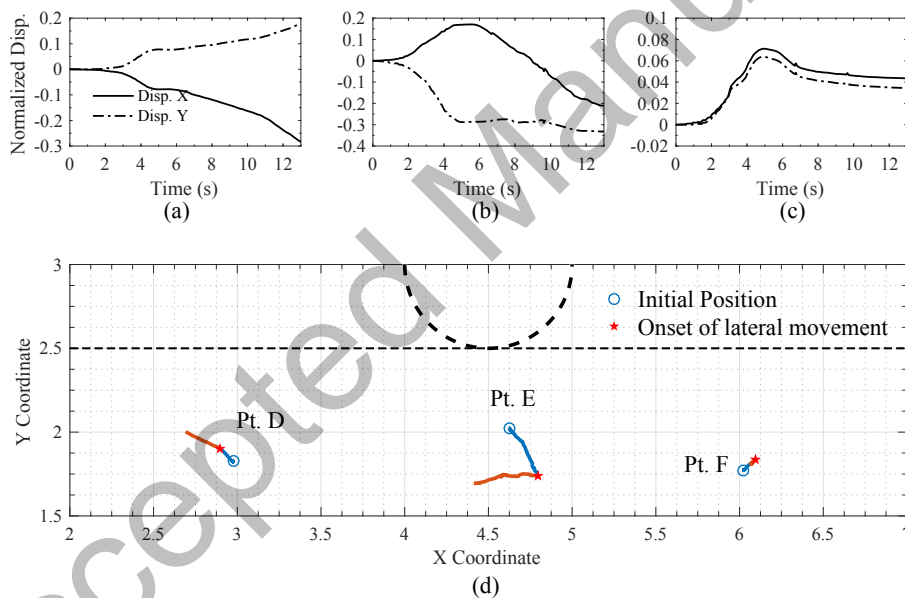 0.2
0.1
0
-0.1
-0.2
-0.3
Normalized Disp.
Disp. X
Disp. Y
0 2 4 6 8 10 12
Time (s)
(a)
0.2
0.1
0
-0.1
-0.2
-0.3
-0.4
0 2 4 6 8 10 12
Time (s)
(b)
0.1
0.08
0.06
0.04
0.02
0
0 2 4 6 8 10 12
Time (s)
(c)
3
2.5
2
1.5
Y Coordinate
Initial Position
Onset of lateral movement
Pt. D
Pt. E
Pt. F
2 2.5 3 3.5 4 4.5 5 5.5 6 6.5 7
X Coordinate
(d)